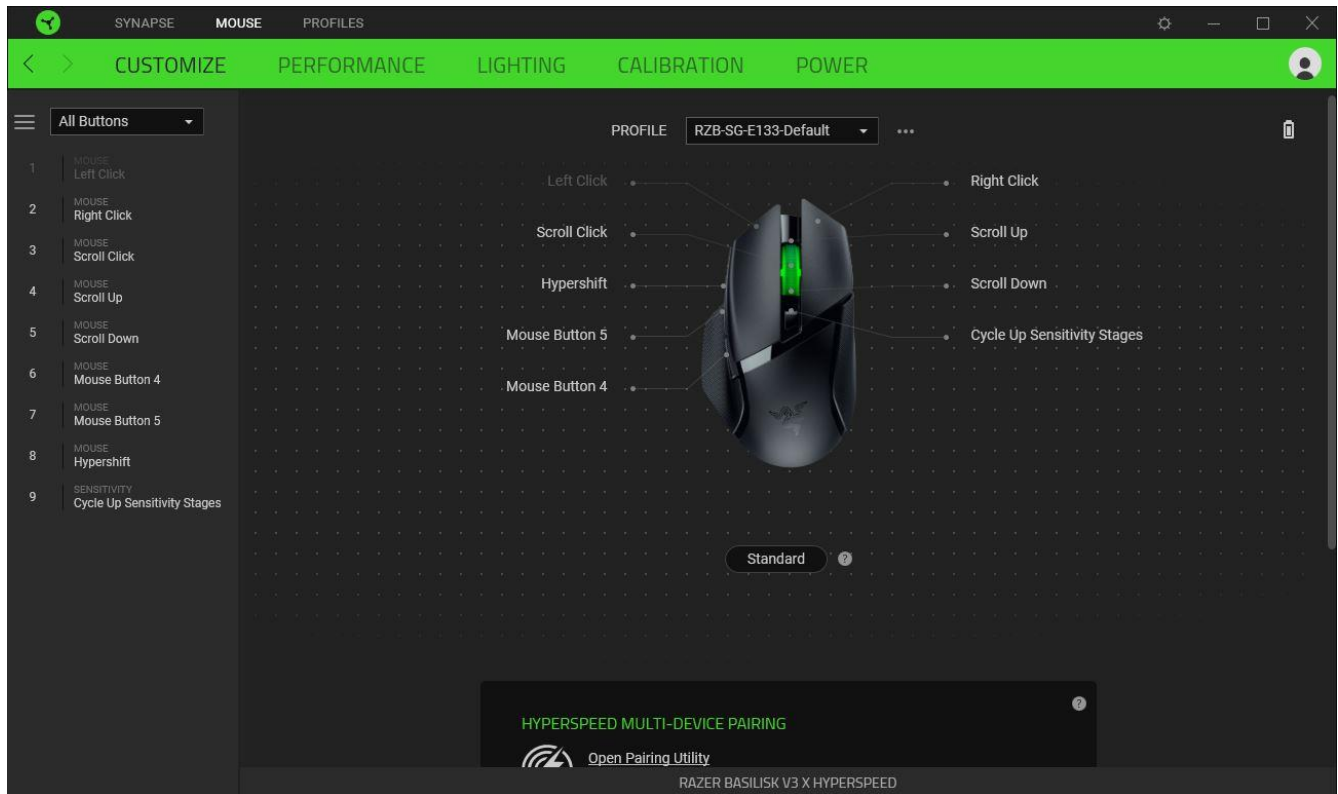 SYNAPSE MOUSE PROFILES
CUSTOMIZE PERFORMANCE LIGHTING CALIBRATION POWER
All Buttons
1 MOUSE
Left Click
2 MOUSE
Right Click
3 MOUSE
Scroll Click
4 MOUSE
Scroll Up
5 MOUSE
Scroll Down
6 MOUSE
Mouse Button 4
7 MOUSE
Mouse Button 5
8 MOUSE
Hypershift
9 SENSITIVITY
Cycle Up Sensitivity Stages
PROFILE RZB-SG-E133-Default
Left Click
Scroll Click
Hypershift
Mouse Button 5
Mouse Button 4
Right Click
Scroll Up
Scroll Down
Cycle Up Sensitivity Stages
Standard ?
HYPERSPEED MULTI-DEVICE PAIRING ?
Open Pairing Utility
RAZER BASILISK V3 X HYPERSPEED